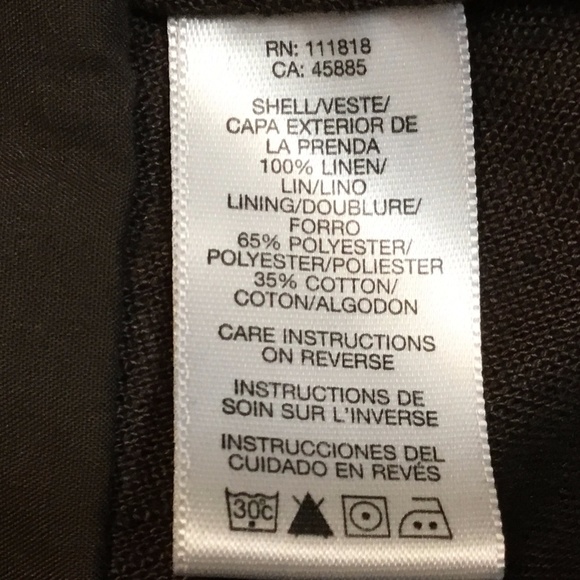 RN: 111818
CA: 45885
SHELL/VESTE/
CAPA EXTERIOR DE
LA PRENDA
100% LINEN/
LIN/LINO
LINING/DOUBLURE/
FORRO
65% POLYESTER/
POLYESTER/POLIESTER
35% COTTON/
COTON/ALGODON
CARE INSTRUCTIONS
ON REVERSE
INSTRUCTIONS DE
SOIN SUR L'INVERSE
INSTRUCCIONES DEL
CUIDADO EN REVÉS
30C